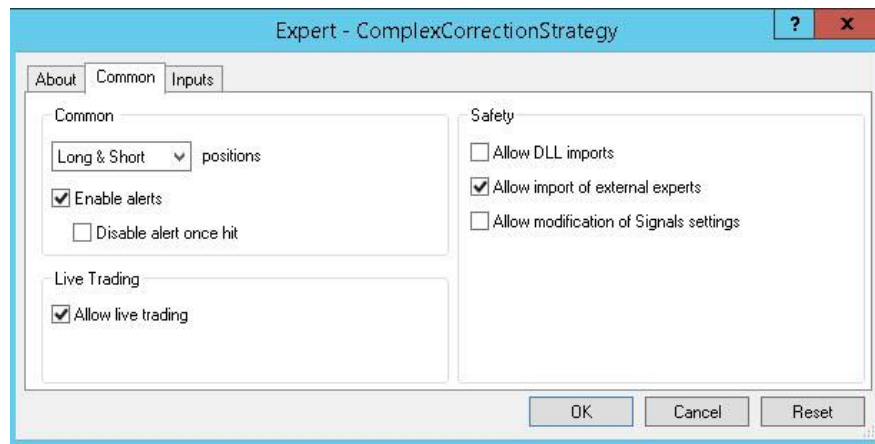 Expert - ComplexCorrectionStrategy
? x
About Common Inputs
Common
Long & Short positions
Enable alerts
Disable alert once hit
Live Trading
Allow live trading
Safety
Allow DLL imports
Allow import of external experts
Allow modification of Signals settings
OK Cancel Reset